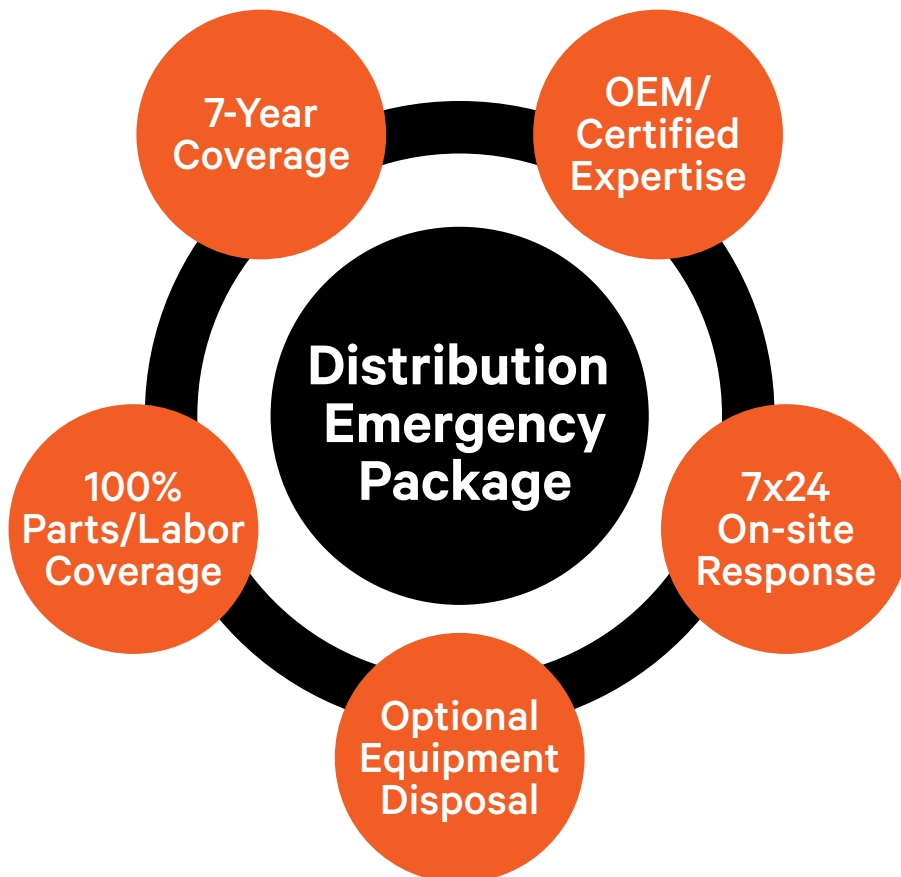 7-Year
Coverage
OEM/
Certified
Expertise
Distribution
Emergency
Package
100%
Parts/Labor
Coverage
7x24
On-site
Response
Optional
Equipment
Disposal